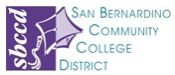 sbccd
SAN BERNARDINO
COMMUNITY
COLLEGE
DISTRICT